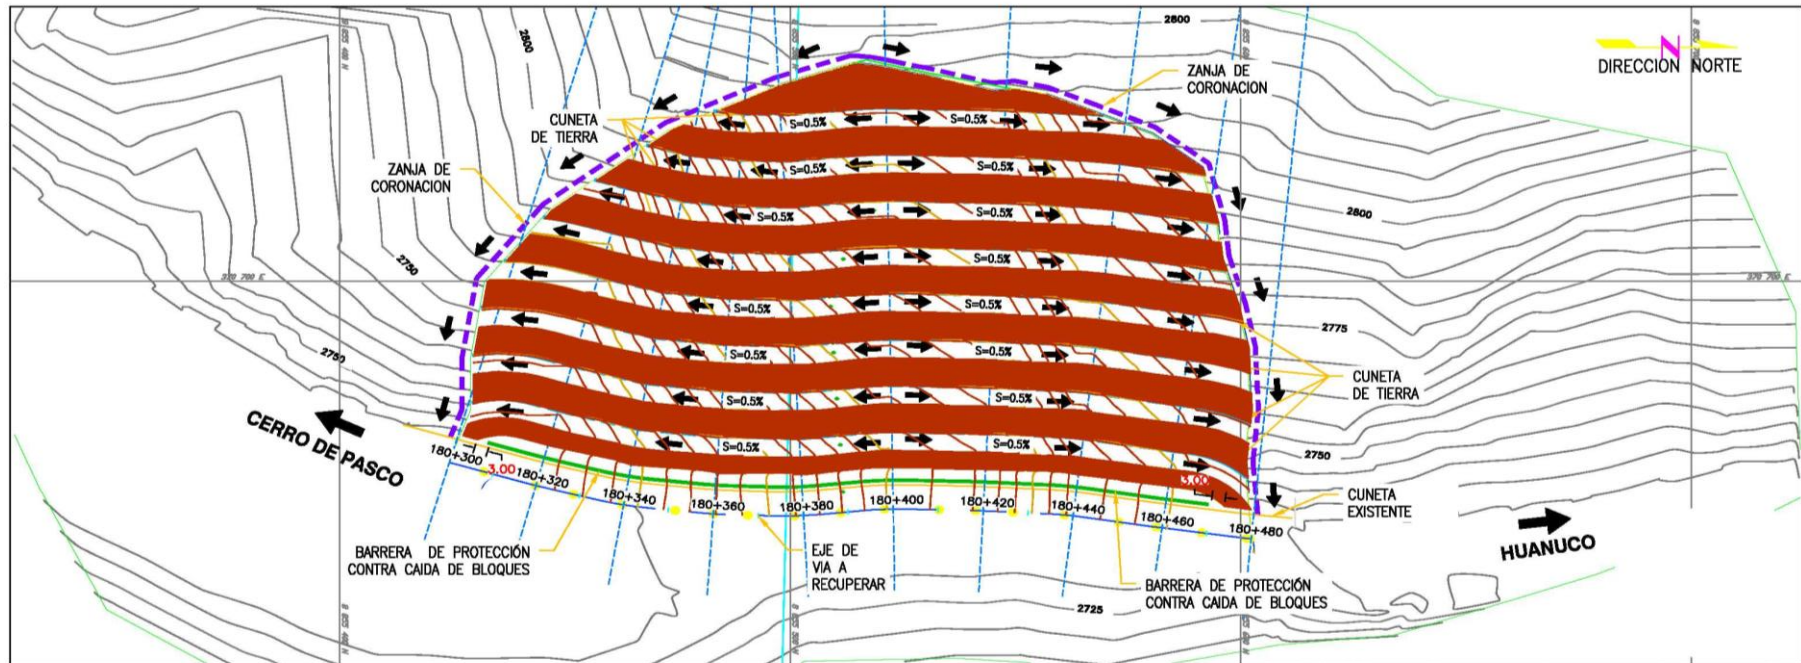 2800
2800
N
DIRECCION NORTE
ZANJA DE
CORONACION
CUNETA
DE TIERRA
S=0.5%
S=0.5%
ZANJA DE
CORONACION
S=0.5%
S=0.5%
S=0.5%
S=0.5%
2800
2750
S=0.5%
S=0.5%
S=0.5%
2775
2750
S=0.5%
S=0.5%
S=0.5%
CUNETA
DE TIERRA
S=0.5%
S=0.5%
CERRO DE PASCO
S=0.5%
S=0.5%
2750
180+300
3.00
180+320
180+340
180+360
180+380
180+400
180+420
180+440
180+460
180+480
3.00
CUNETA
EXISTENTE
HUANUCO
BARRERA DE PROTECCIÓN
CONTRA CAIDA DE BLOQUES
EJE DE
VIA A
RECUPERAR
BARRERA DE PROTECCIÓN
CONTRA CAIDA DE BLOQUES
2725